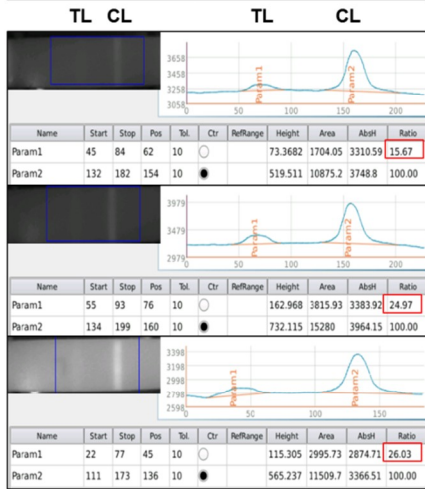 TL CL TL CL
3658
3458
3258
3058
Param1
Param2
50 100 150 200
Name Start Stop Pos Tol. Ctr RefRange Height Area AbsH Ratio
Param1 45 84 62 10 73.3682 1704.05 3310.59 15.67
Param2 132 182 154 10 519.511 10875.2 3748.8 100.00
3979
3479
2979
Param1
Param2
50 100 150 200
Name Start Stop Pos Tol. Ctr RefRange Height Area AbsH Ratio
Param1 55 93 76 10 162.968 3815.93 3383.92 24.97
Param2 134 199 160 10 732.115 15280 3964.15 100.00
3398
3198
2998
2798
2598
Param1
Param2
50 100 150
Name Start Stop Pos Tol. Ctr RefRange Height Area AbsH Ratio
Param1 22 77 45 10 115.305 2995.73 2874.71 26.03
Param2 111 173 136 10 565.237 11509.7 3366.51 100.00